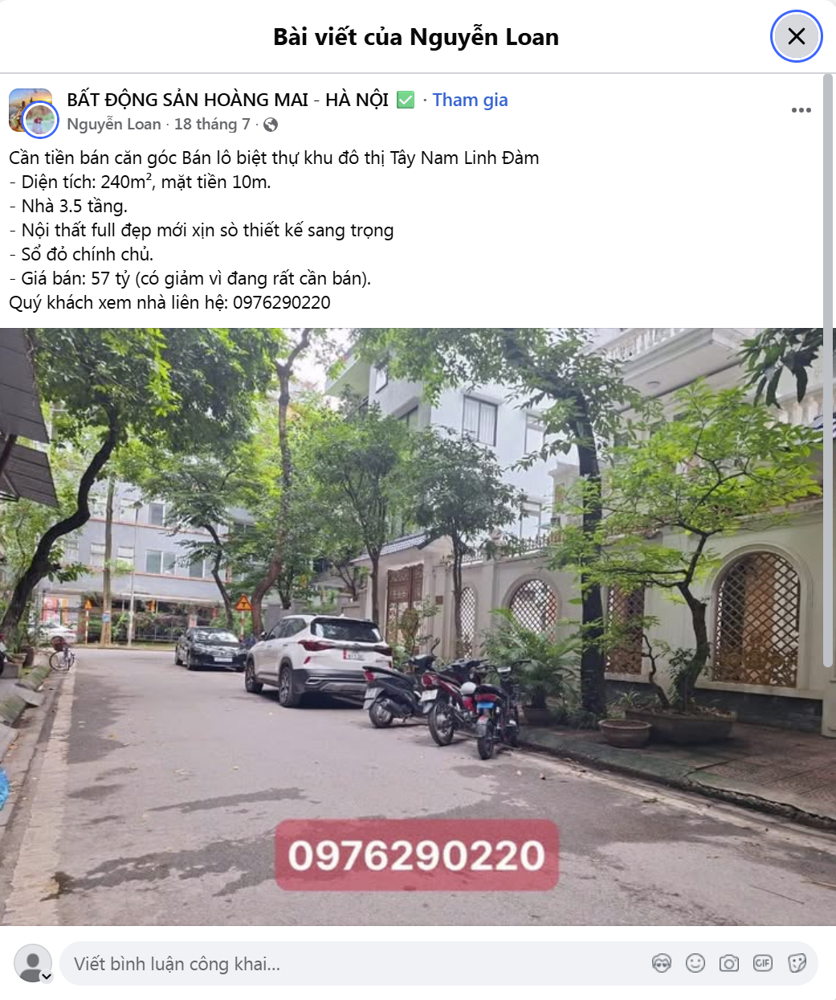 Bài viết của Nguyễn Loan
BẤT ĐỘNG SẢN HOÀNG MAI - HÀ NỘI ✅ · Tham gia
Nguyễn Loan · 18 tháng 7 ·
Cần tiền bán căn góc Bán lô biệt thự khu đô thị Tây Nam Linh Đàm
- Diện tích: 240m², mặt tiền 10m.
- Nhà 3.5 tầng.
- Nội thất full đẹp mới xịn sò thiết kế sang trọng
- Sổ đỏ chính chủ.
- Giá bán: 57 tỷ (có giảm vì đang rất cần bán).
Quý khách xem nhà liên hệ: 0976290220
0976290220
Viết bình luận công khai...
GIF